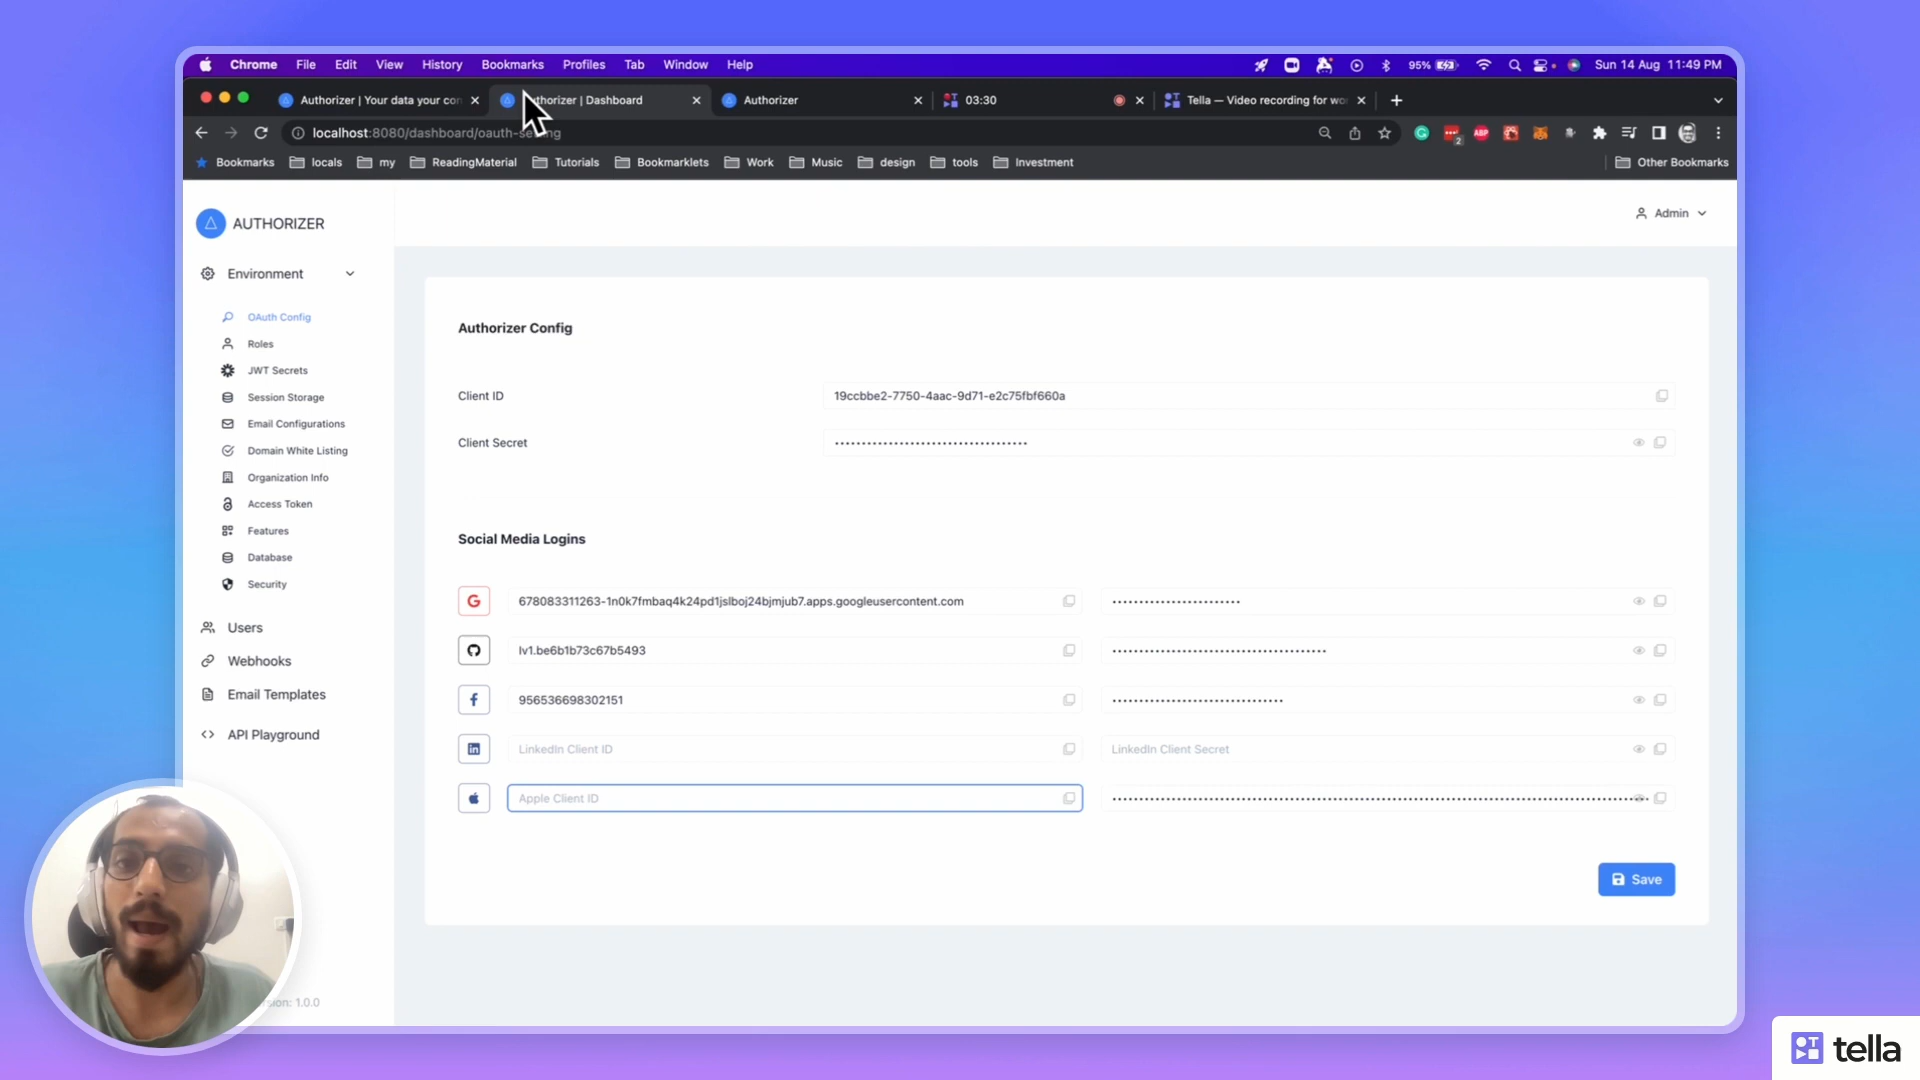 Chrome File Edit View History Bookmarks Profiles Tab Window Help 95% Sun 14 Aug 11:49 PM
Authorizer | Your data your con thorizer | Dashboard Authorizer 03:30 Tella — Video recording for wo
localhost:8080/dashboard/oauth-se ng
Bookmarks locals my ReadingMaterial Tutorials Bookmarklets Work Music design tools Investment Other Bookmarks
AUTHORIZER
Admin
Environment
OAuth Config
Roles
JWT Secrets
Session Storage
Email Configurations
Domain White Listing
Organization Info
Access Token
Features
Database
Security
Users
Webhooks
Email Templates
API Playground
sion: 1.0.0
Authorizer Config
Client ID 19ccbbe2-7750-4aac-9d71-e2c75fbf660a
Client Secret
Social Media Logins
678083311263-1n0k7fmbaq4k24pd1jslboj24bjmjub7.apps.googleusercontent.com
Iv1.be6b1b73c67b5493
956536698302151
LinkedIn Client ID LinkedIn Client Secret
Apple Client ID
Save
tella